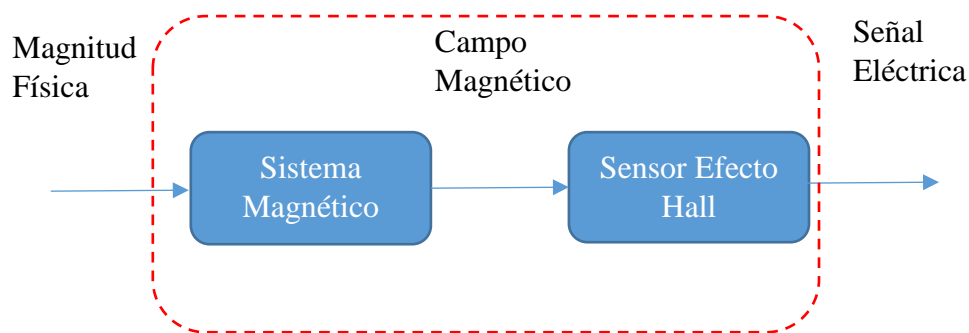 Magnitud
Física
Campo
Magnético
Señal
Eléctrica
Sistema
Magnético
Sensor Efecto
Hall